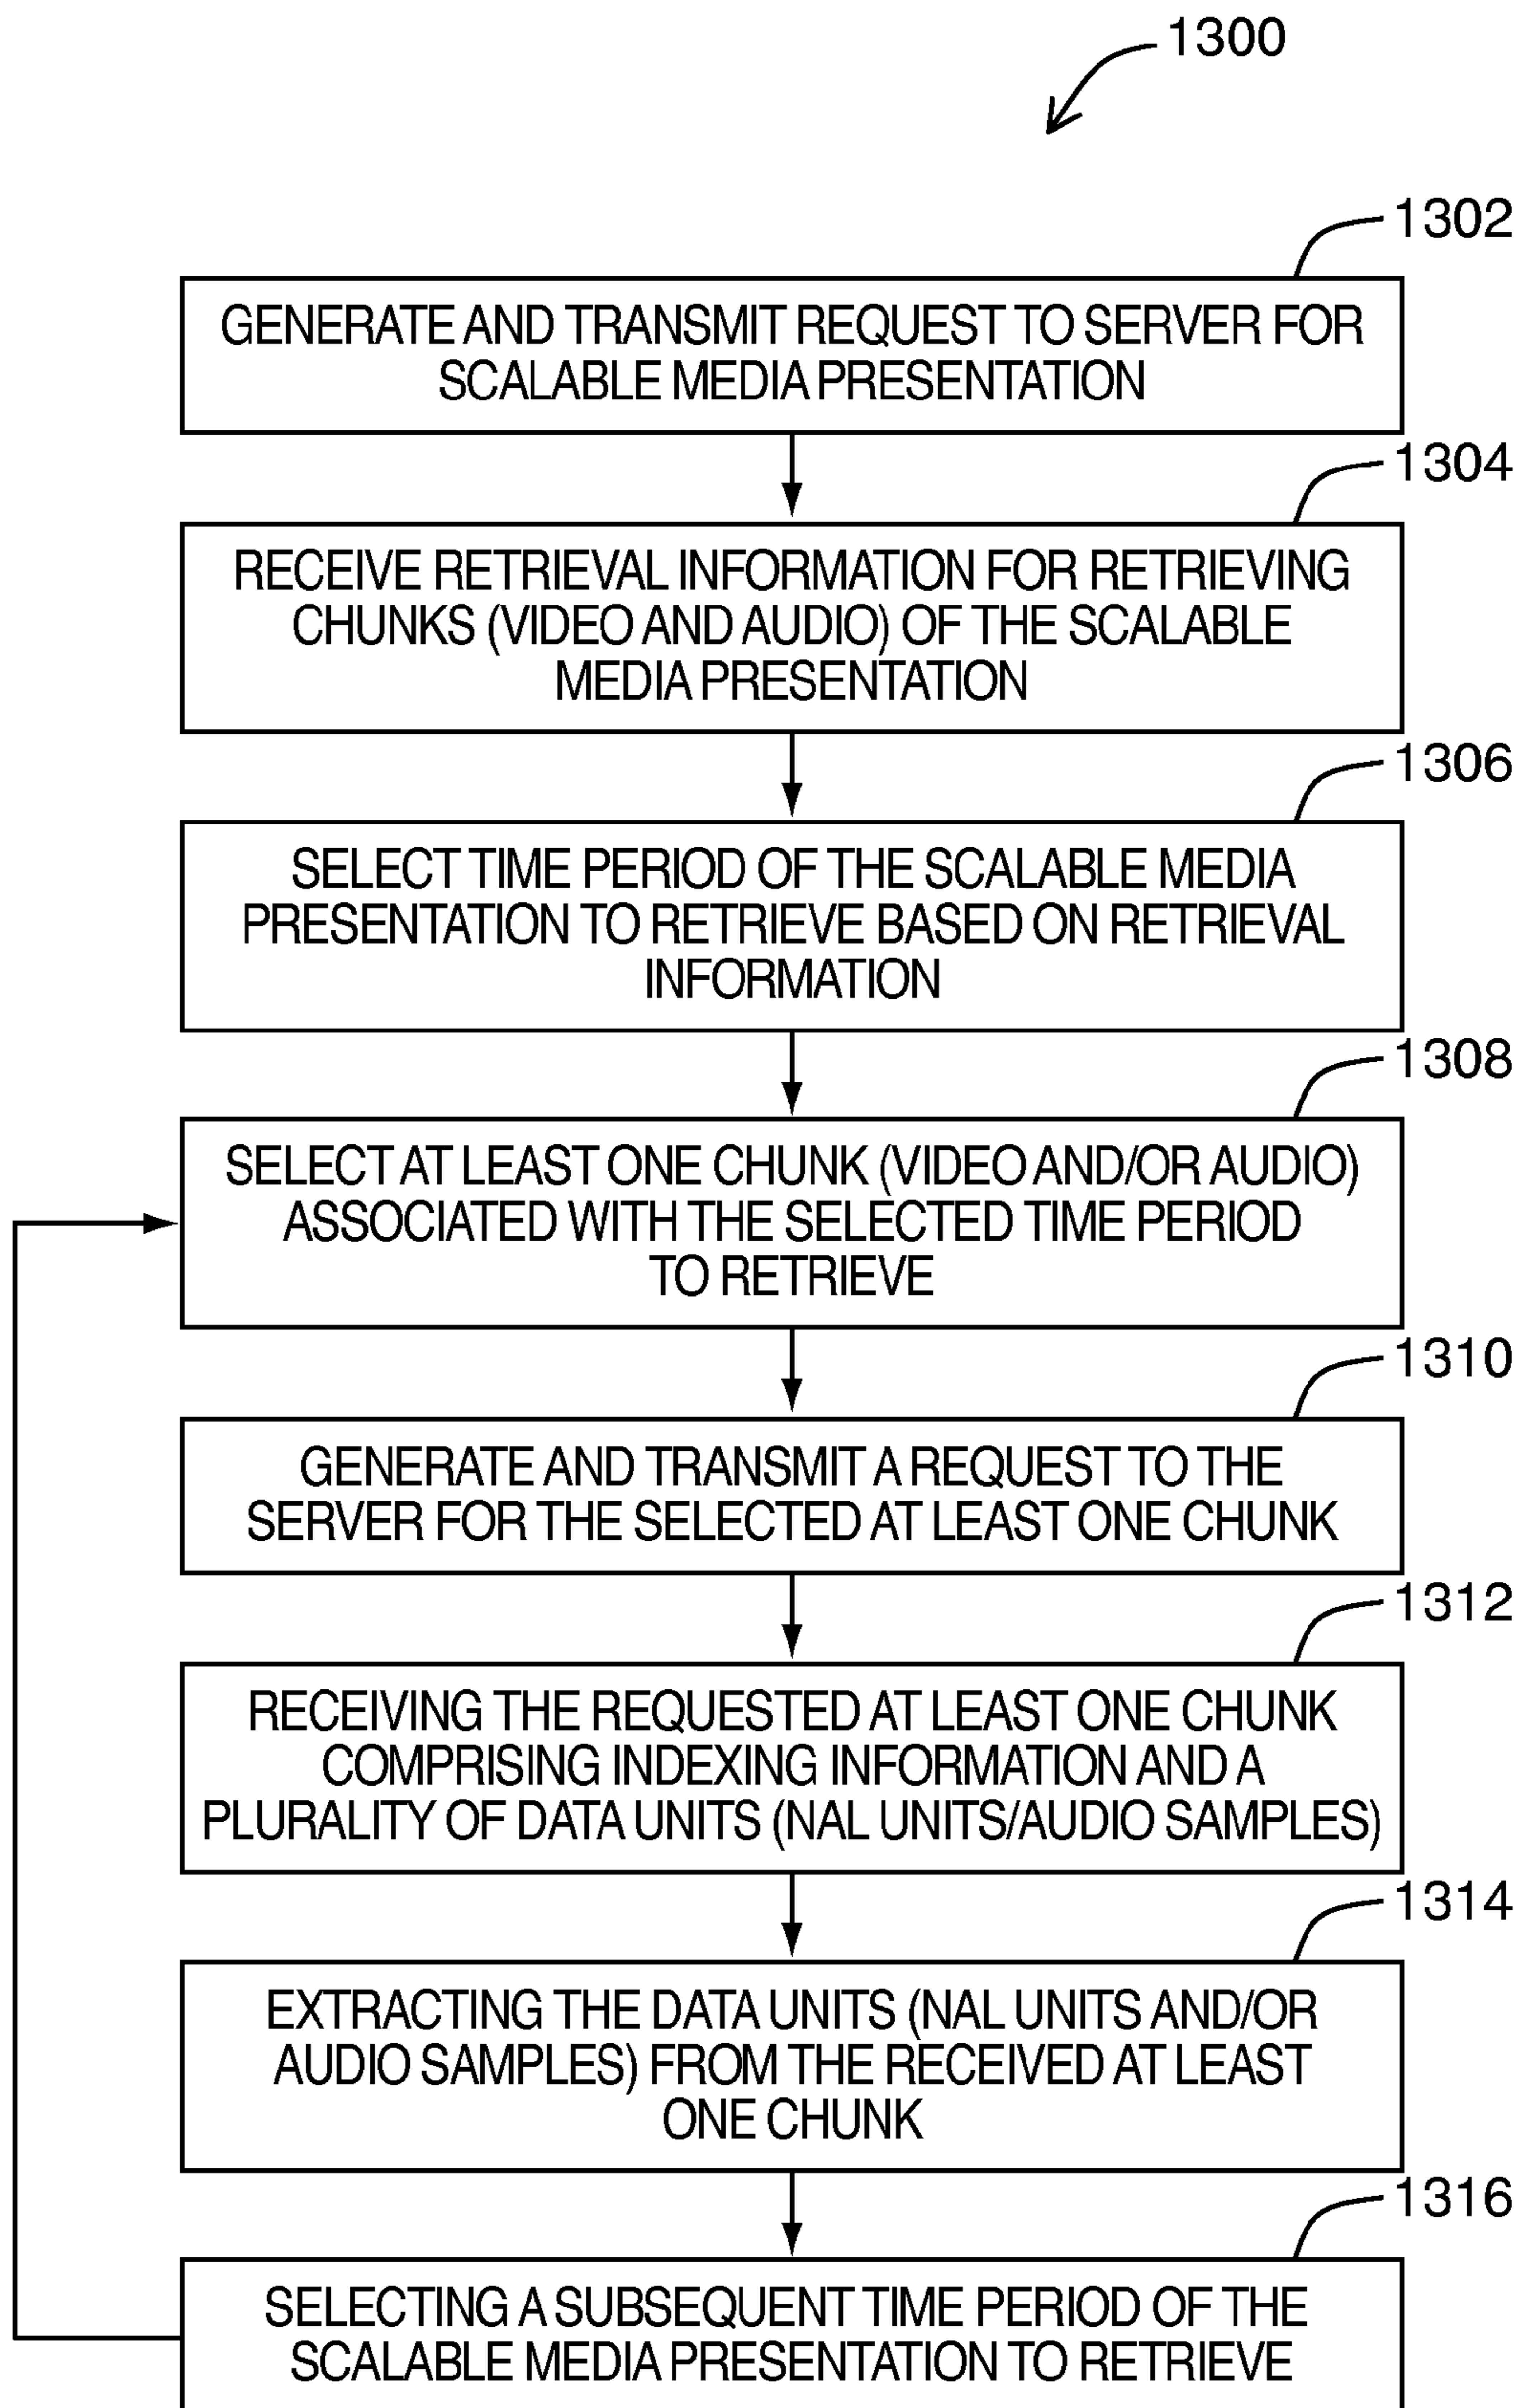 1300
1302
GENERATE AND TRANSMIT REQUEST TO SERVER FOR
SCALABLE MEDIA PRESENTATION
1304
RECEIVE RETRIEVAL INFORMATION FOR RETRIEVING
CHUNKS (VIDEO AND AUDIO) OF THE SCALABLE
MEDIA PRESENTATION
1306
SELECT TIME PERIOD OF THE SCALABLE MEDIA
PRESENTATION TO RETRIEVE BASED ON RETRIEVAL
INFORMATION
1308
SELECT AT LEAST ONE CHUNK (VIDEO AND/OR AUDIO)
ASSOCIATED WITH THE SELECTED TIME PERIOD
TO RETRIEVE
1310
GENERATE AND TRANSMIT A REQUEST TO THE
SERVER FOR THE SELECTED AT LEAST ONE CHUNK
1312
RECEIVING THE REQUESTED AT LEAST ONE CHUNK
COMPRISING INDEXING INFORMATION AND A
PLURALITY OF DATA UNITS (NAL UNITS/AUDIO SAMPLES)
1314
EXTRACTING THE DATA UNITS (NAL UNITS AND/OR
AUDIO SAMPLES) FROM THE RECEIVED AT LEAST
ONE CHUNK
1316
SELECTING A SUBSEQUENT TIME PERIOD OF THE
SCALABLE MEDIA PRESENTATION TO RETRIEVE